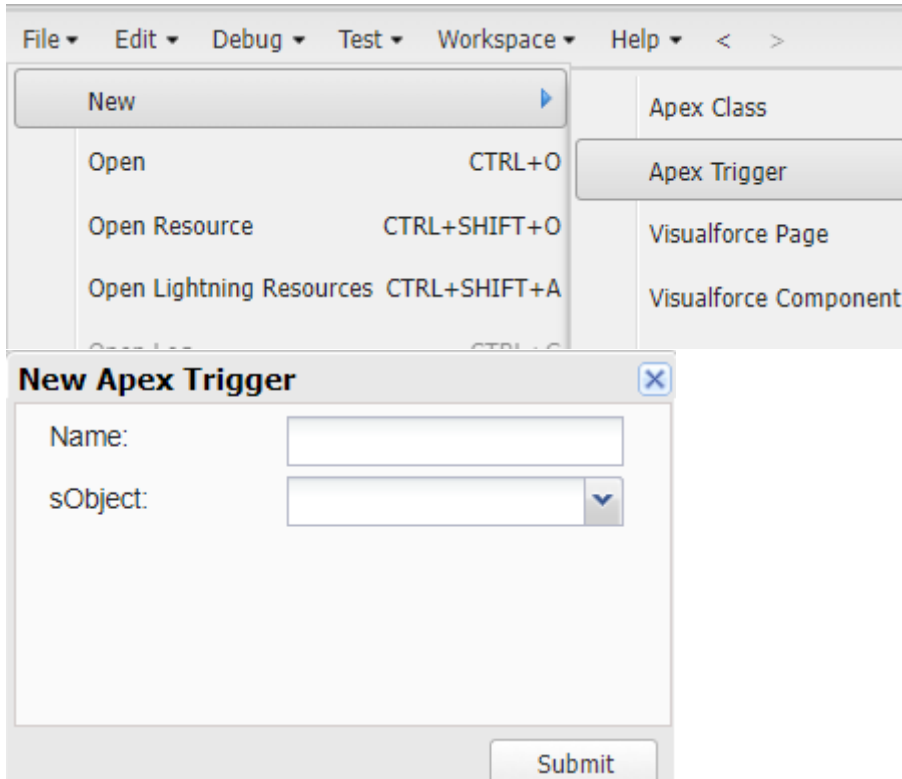 File Edit Debug Test Workspace Help < >
New
Apex Class
Open CTRL+O
Apex Trigger
Open Resource CTRL+SHIFT+O
Visualforce Page
Open Lightning Resources CTRL+SHIFT+A
Visualforce Component
New Apex Trigger
Name:
sObject:
Submit